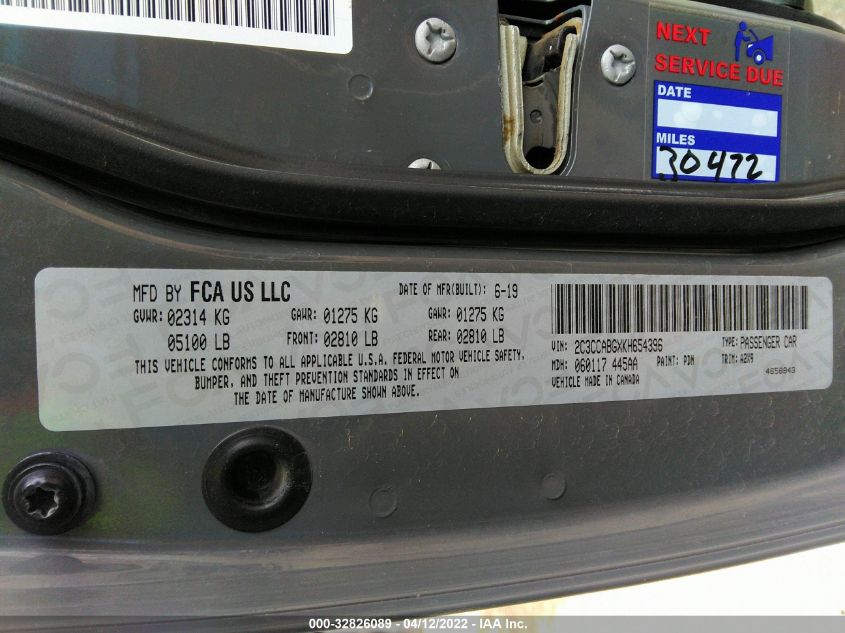 NEXT
SERVICE DUE
DATE
MILES
30472
MFD BY FCA US LLC
DATE OF MFR(BUILT): 6-19
GVWR: 02314 KG
GAWR: 01275 KG
GAWR: 01275 KG
05100 LB
FRONT: 02810 LB
REAR: 02810 LB
THIS VEHICLE CONFORMS TO ALL APPLICABLE U.S.A. FEDERAL MOTOR VEHICLE SAFETY,
BUMPER, AND THEFT PREVENTION STANDARDS IN EFFECT ON
THE DATE OF MANUFACTURE SHOWN ABOVE.
VIN: 2C3CCABGXKH654396
TYPE: PASSENGER CAR
MDH: 060117 445AA
PAINT: PDN
TRIM: A2X9
VEHICLE MADE IN CANADA
4658843
000-32826089 - 04/12/2022 - IAA Inc.